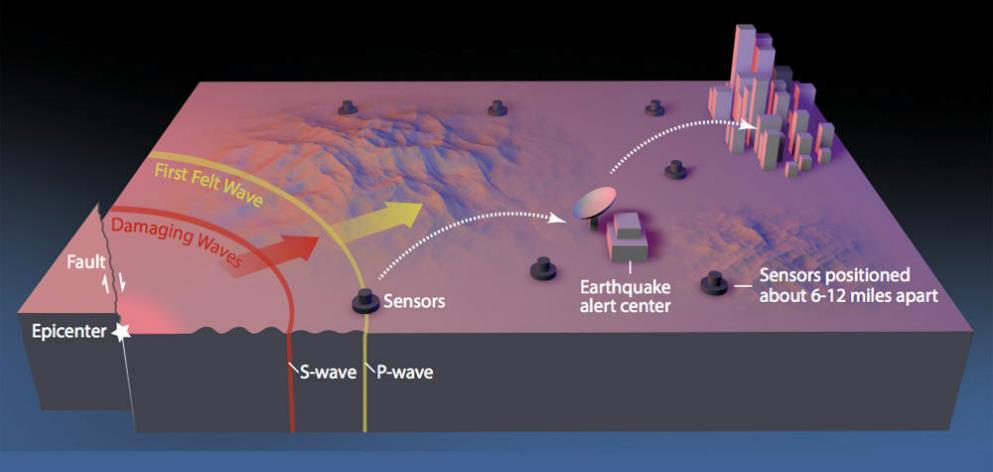 First Felt Wave
Damaging Waves
Fault
Sensors
Earthquake
alert center
Sensors positioned
about 6-12 miles apart
Epicenter
S-wave
P-wave